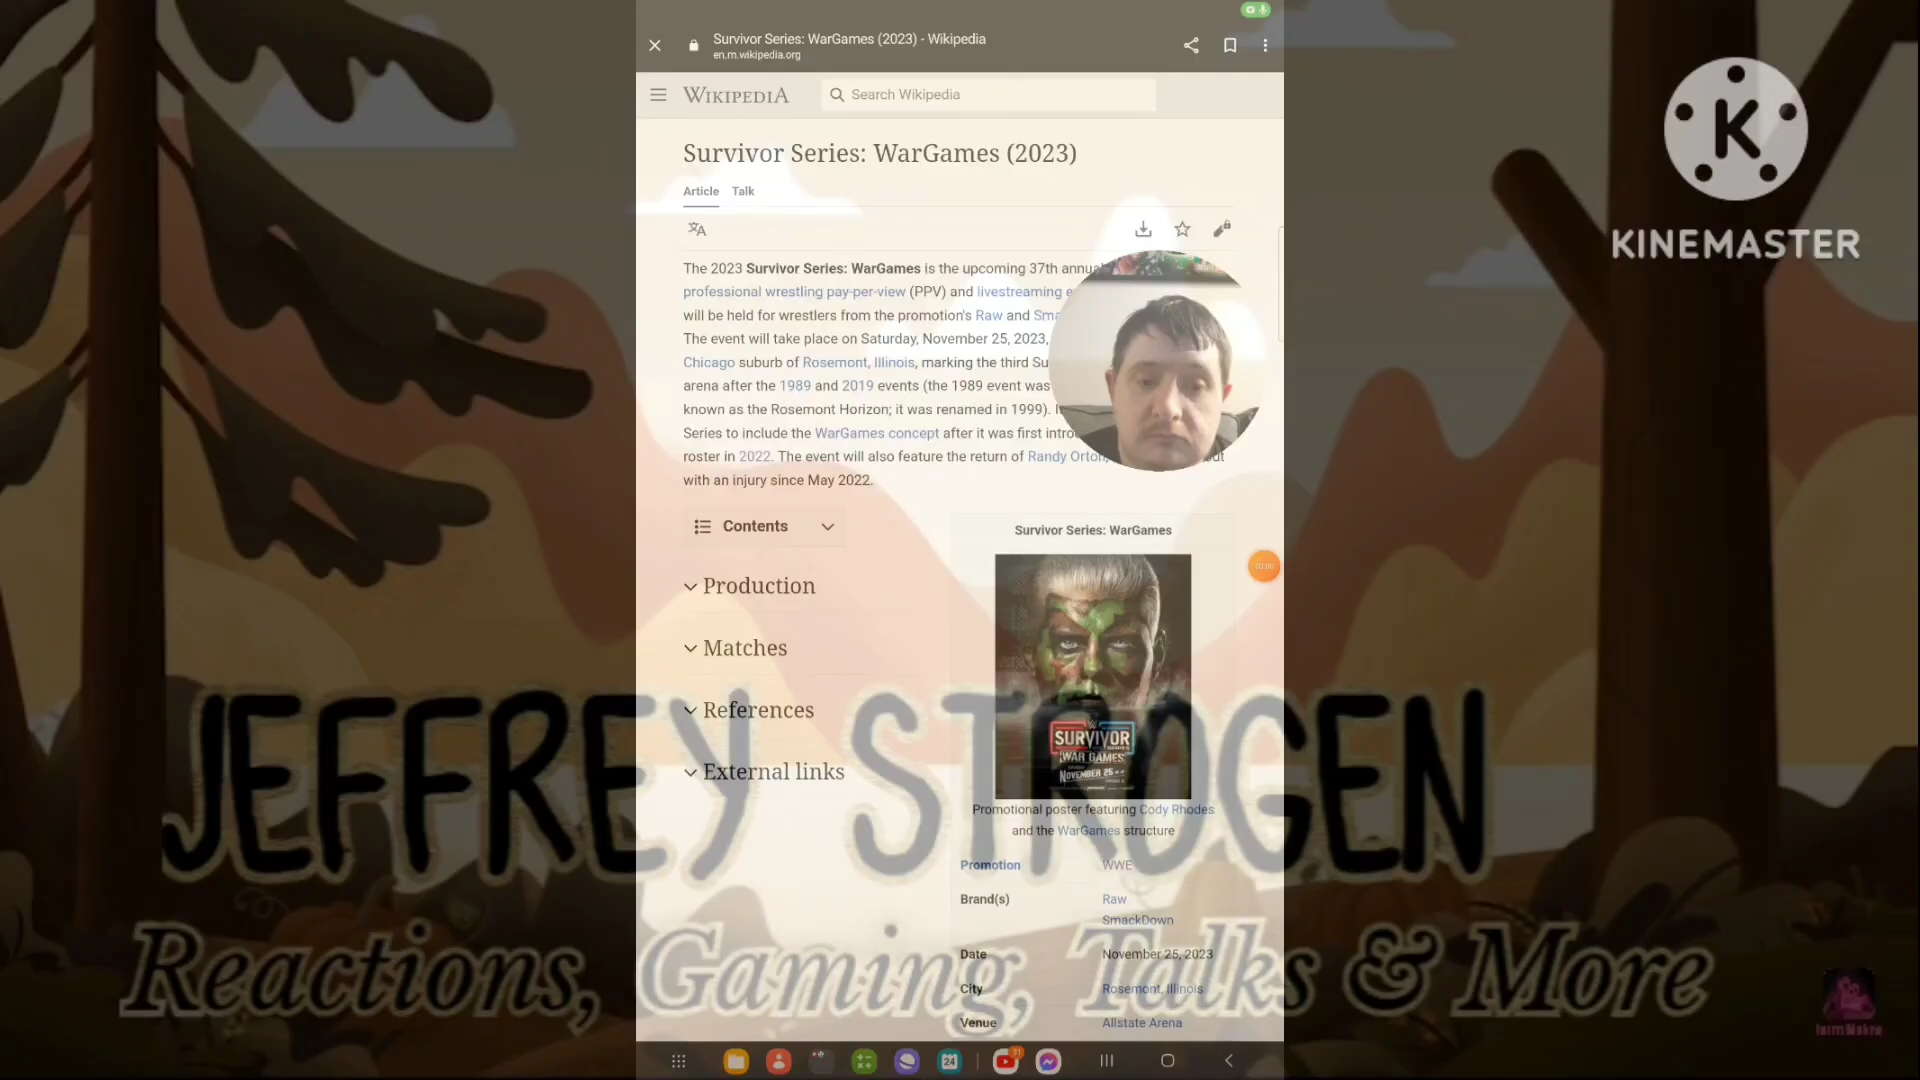 Survivor Series: WarGames (2023) - Wikipedia
en.m.wikipedia.org
WIKIPEDIA
Search Wikipedia
Survivor Series: WarGames (2023)
Article Talk
The 2023 Survivor Series: WarGames is the upcoming 37th annual
professional wrestling pay-per-view (PPV) and livestreaming
will be held for wrestlers from the promotion's Raw and
The event will take place on Saturday, November 25, 2023,
Chicago suburb of Rosemont, Illinois, marking the third
arena after the 1989 and 2019 events (the 1989 event was
known as the Rosemont Horizon; it was renamed in 1999).
Series to include the WarGames concept after it was first
roster in 2022. The event will also feature the return of Randy Orton,
with an injury since May 2022.
Contents
Production
Matches
References
External links
Survivor Series: WarGames
SURVIVOR
SERIES
WAR GAMES
NOVEMBER 25
Promotional poster featuring Cody Rhodes
and the WarGames structure
Promotion WWE
Brand(s) Raw
SmackDown
Date November 25, 2023
City Rosemont, Illinois
Venue Allstate Arena
K
KINEMASTER
JEFFREY STROGEN
Reactions, Gaming, Talks & More
24
31